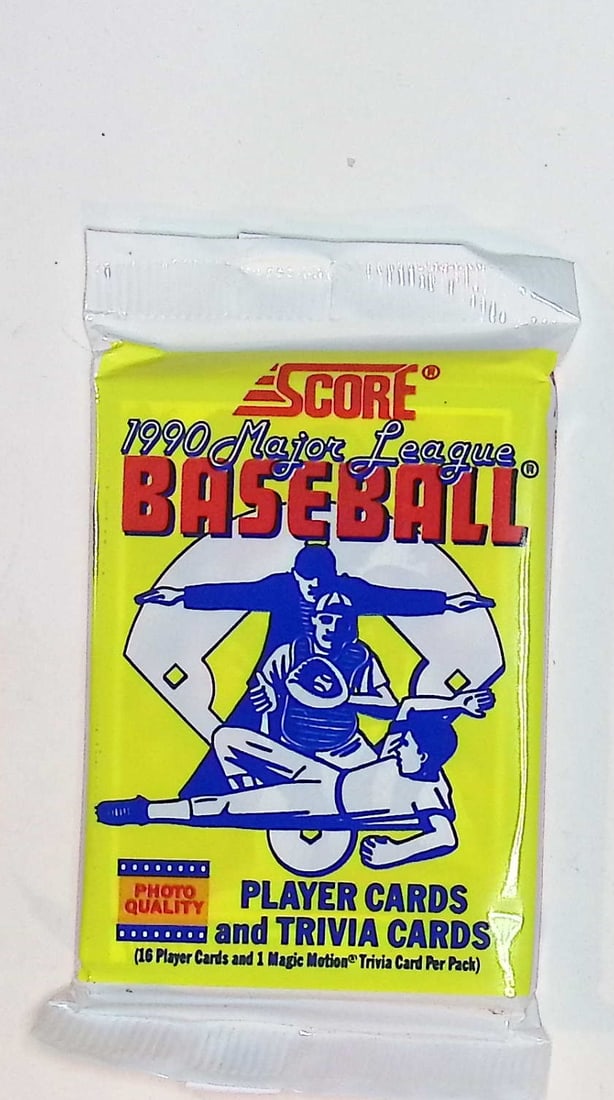 SCORE®
1990 Major League
BASEBALL®
PHOTO
QUALITY
PLAYER CARDS
and TRIVIA CARDS
(16 Player Cards and 1 Magic Motion® Trivia Card Per Pack)